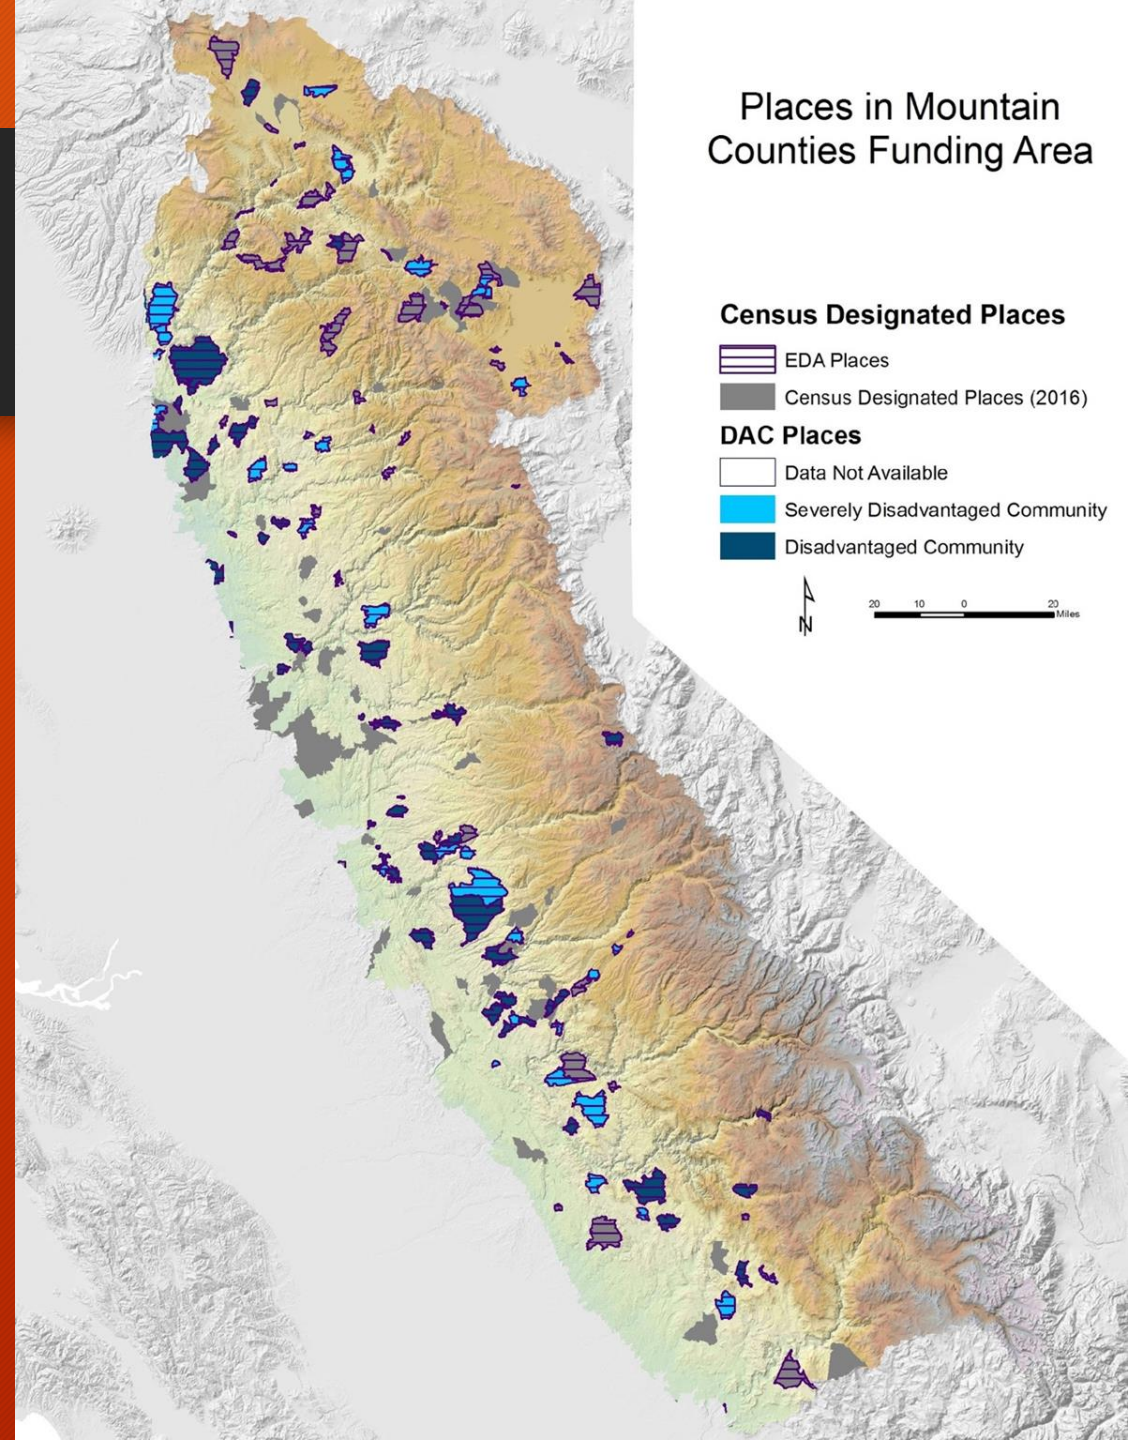 Places in Mountain
Counties Funding Area
Census Designated Places
EDA Places
Census Designated Places (2016)
DAC Places
Data Not Available
Severely Disadvantaged Community
Disadvantaged Community
N
20 10 0 20
Miles